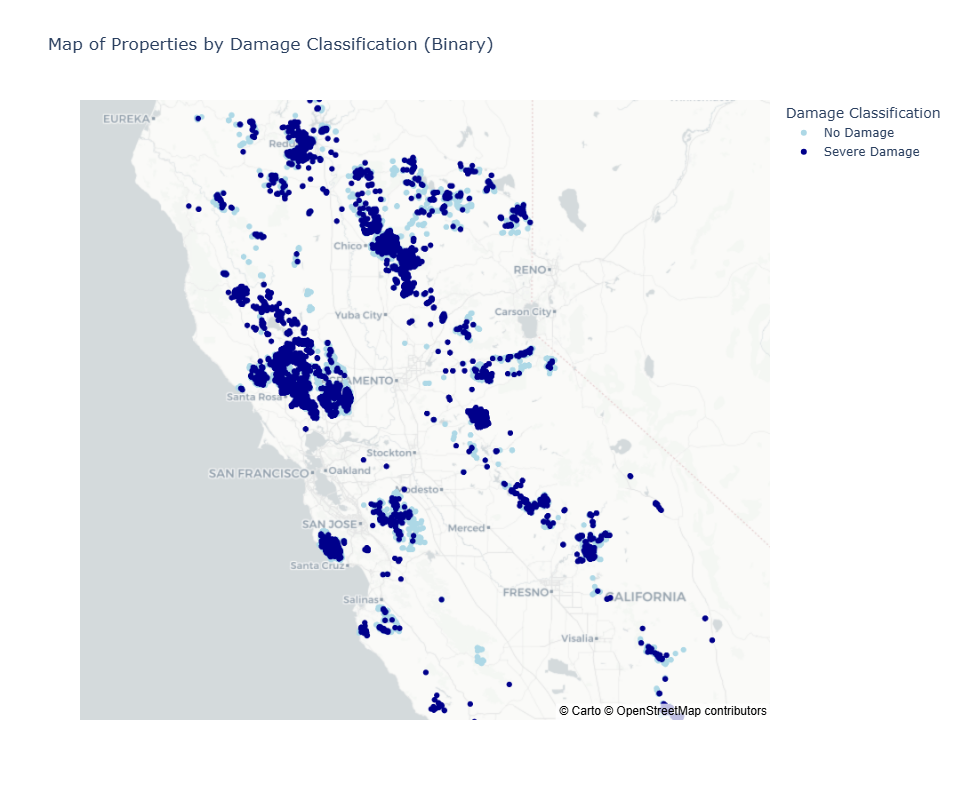 Map of Properties by Damage Classification (Binary)
Damage Classification
No Damage
Severe Damage
EUREKA
Redd
Chico
RENO
Yuba City
Carson City
AMENTO
Santa Rosa
Stockton
SAN FRANCISCO
Oakland
odesto
SAN JOSE
Merced
Santa Cruz
FRESNO
CALIFORNIA
Salinas
Visalia
© Carto © OpenStreetMap contributors